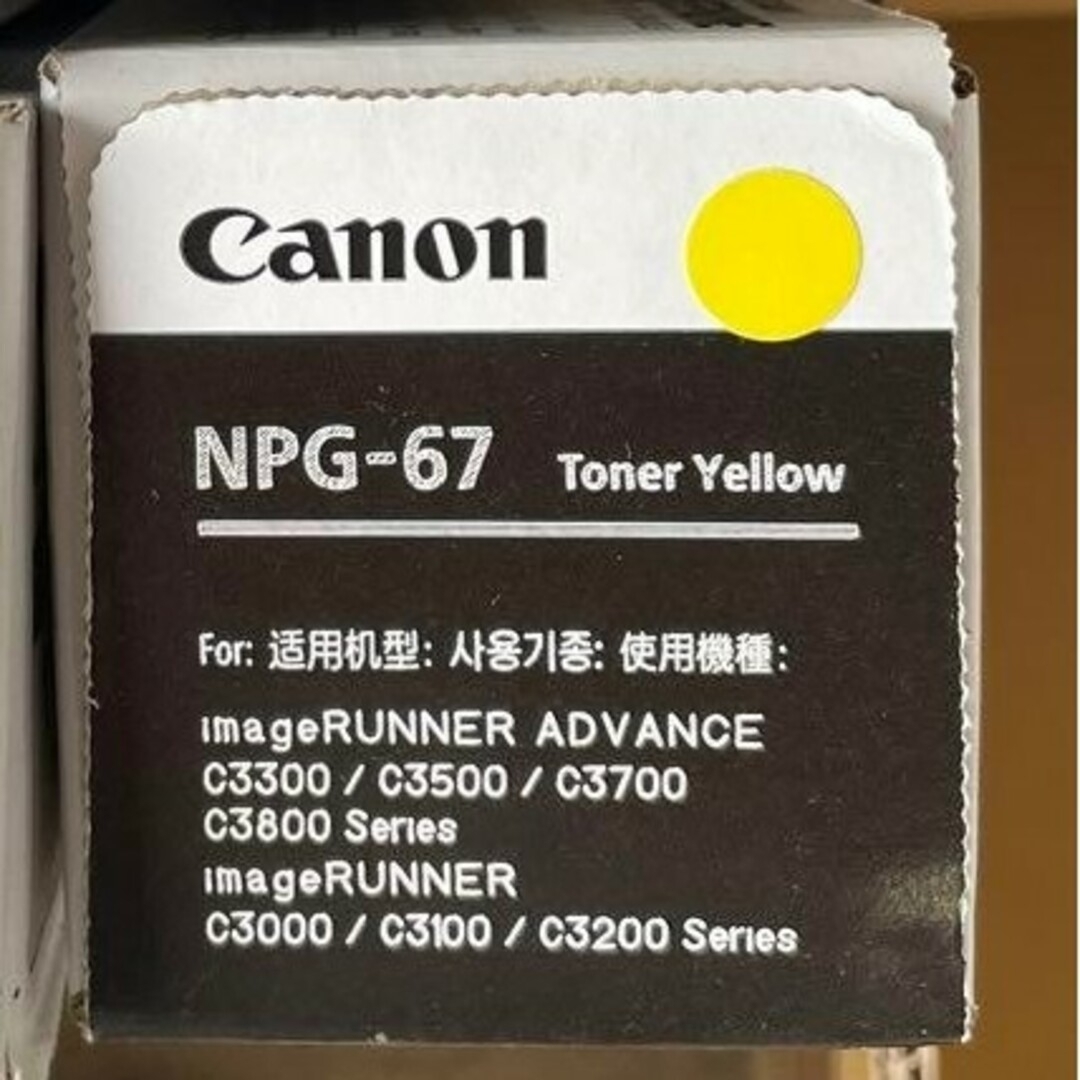 Canon
NPG-67 Toner Yellow
For: 适用机型: 사용기종: 使用機種:
imageRUNNER ADVANCE
C3300 / C3500 / C3700
C3800 Series
imageRUNNER
C3000 / C3100 / C3200 Series